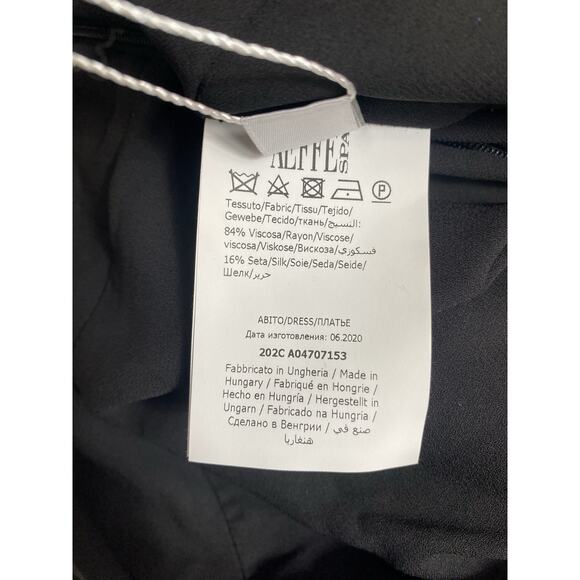 AEFFE SPA
P
Tessuto/Fabric/Tissu/Tejido/
Gewebe/Tecido/ткань/النسيج:
84% Viscosa/Rayon/Viscose/
viscosa/Viskose/Вискоза/فسكوزي/
16% Seta/Silk/Soie/Seda/Seide/
Шелк/حرير/
ABITO/DRESS/ПЛАТЬЕ
Дата изготовления: 06.2020
202C A04707153
Fabbricato in Ungheria / Made in
Hungary / Fabriqué en Hongrie /
Hecho en Hungría / Hergestellt in
Ungarn / Fabricado na Hungria /
Сделано в Венгрии / صنع في
هنغاريا